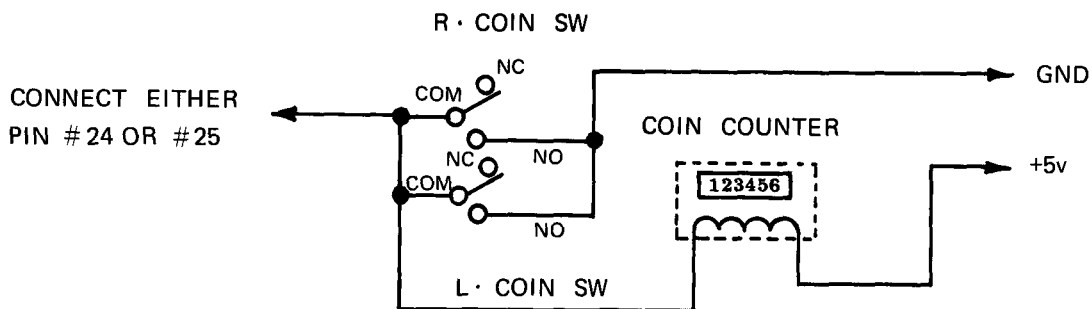 R · COIN SW
NC
COM
CONNECT EITHER
PIN #24 OR #25
GND
NO
COIN COUNTER
NC
COM
+5v
123456
NO
L · COIN SW